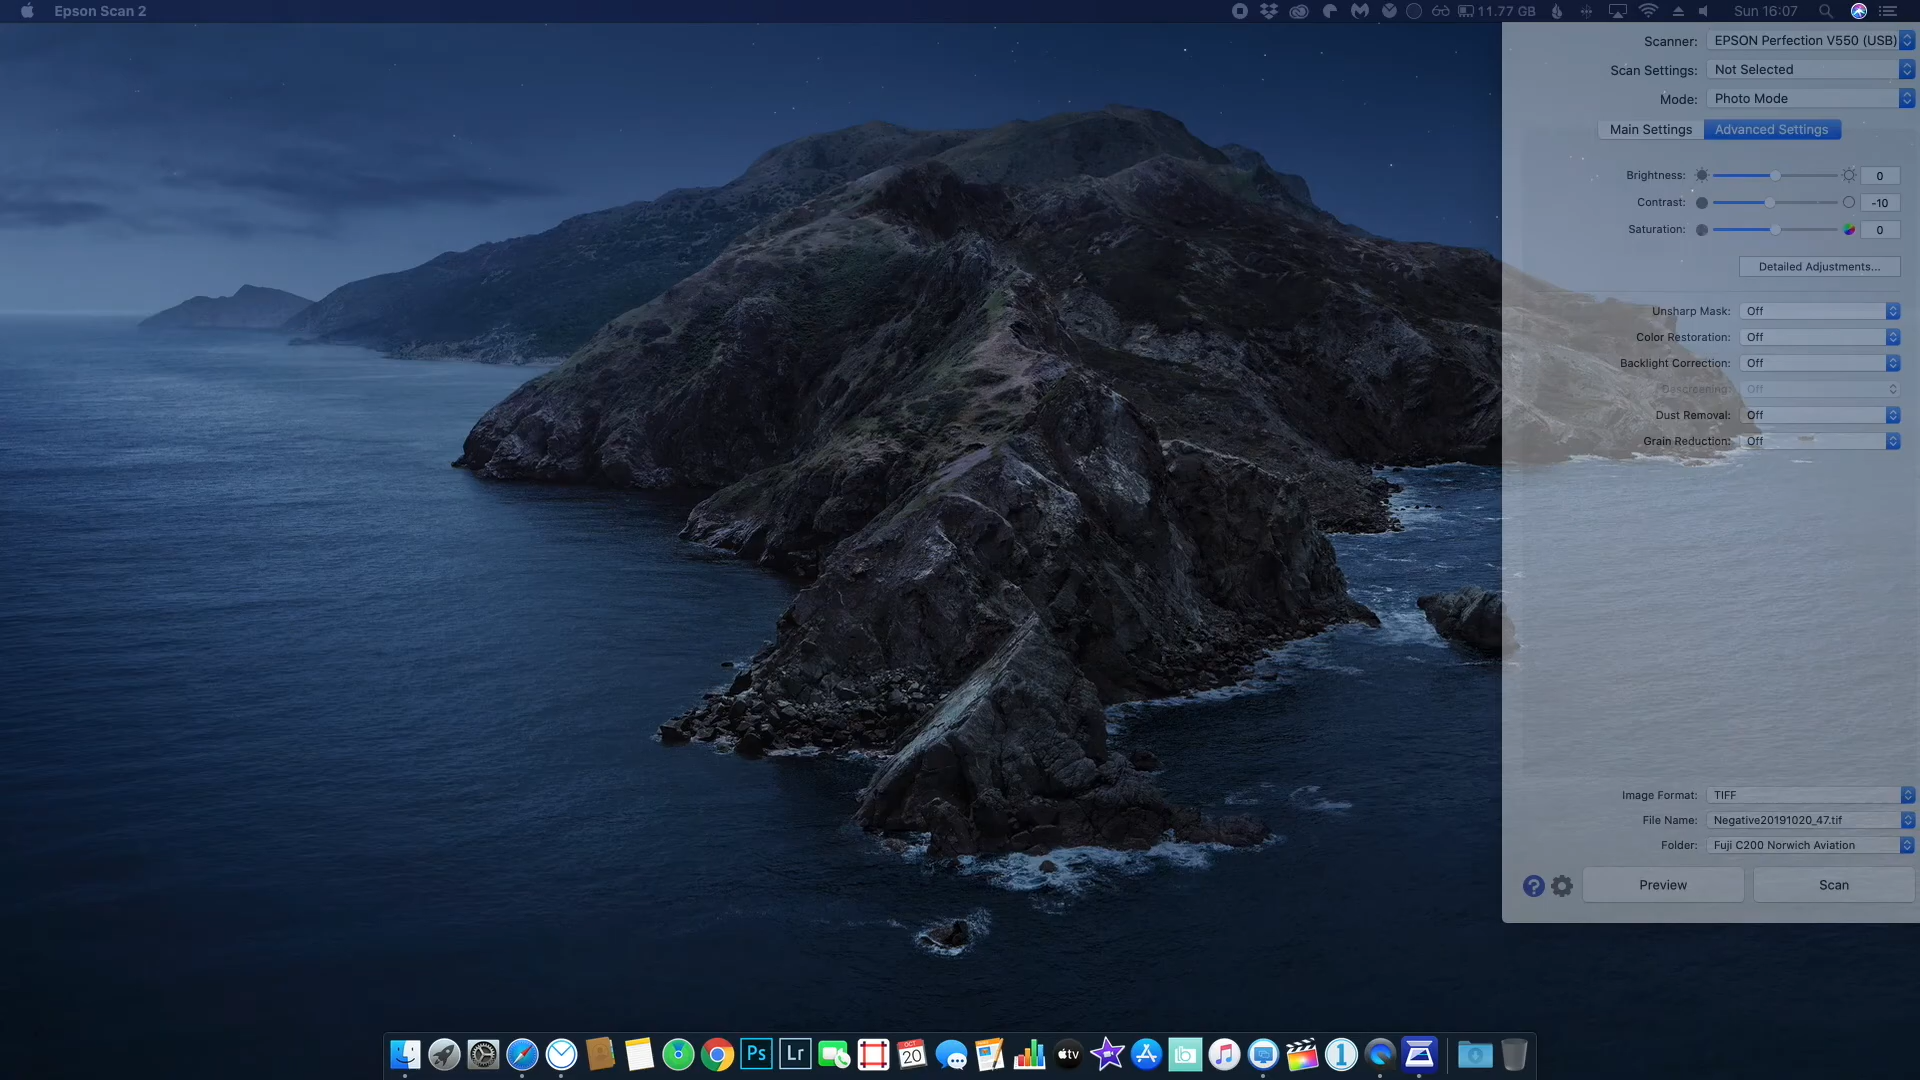 Epson Scan 2
11.77 GB
Sun 16:07
Scanner: EPSON Perfection V550 (USB)
Scan Settings: Not Selected
Mode: Photo Mode
Main Settings Advanced Settings
Brightness: 0
Contrast: -10
Saturation: 0
Detailed Adjustments...
Unsharp Mask: Off
Color Restoration: Off
Backlight Correction: Off
Descreening: Off
Dust Removal: Off
Grain Reduction: Off
Image Format: TIFF
File Name: Negative20191020_47.tif
Folder: Fuji C200 Norwich Aviation
? Preview Scan
Ps Lr OCT 20 tv 1